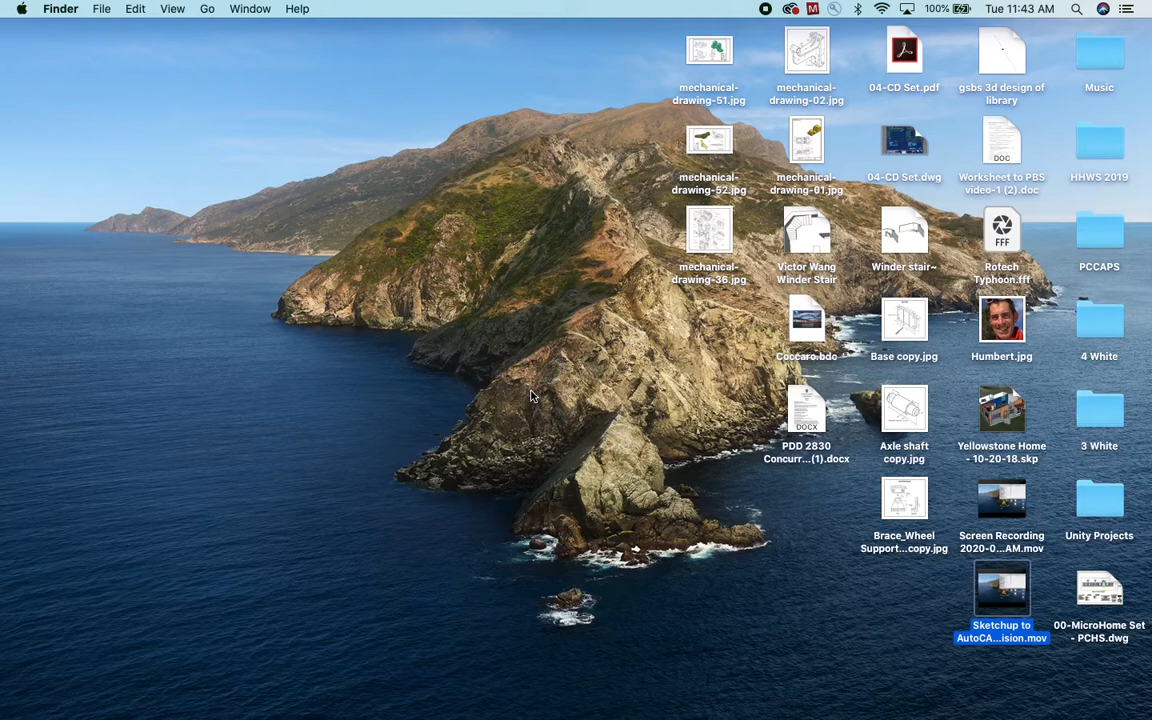 Finder File Edit View Go Window Help 100% Tue 11:43 AM
mechanical-
drawing-51.jpg
mechanical-
drawing-02.jpg
04-CD Set.pdf
gsbs 3d design of
library
Music
mechanical-
drawing-52.jpg
mechanical-
drawing-01.jpg
04-CD Set.dwg
DOC
Worksheet to PBS
video-1 (2).doc
HHWS 2019
mechanical-
drawing-36.jpg
Victor Wang
Winder Stair
Winder stair~
FFF
Rotech
Typhoon.fff
PCCAPS
Coccaro.bdc
Base copy.jpg
Humbert.jpg
4 White
DOCX
PDD 2830
Concurr...(1).docx
Axle shaft
copy.jpg
Yellowstone Home
- 10-20-18.skp
3 White
Brace_Wheel
Support...copy.jpg
Screen Recording
2020-0...AM.mov
Unity Projects
Sketchup to
AutoCA...ision.mov
00-MicroHome Set
- PCHS.dwg